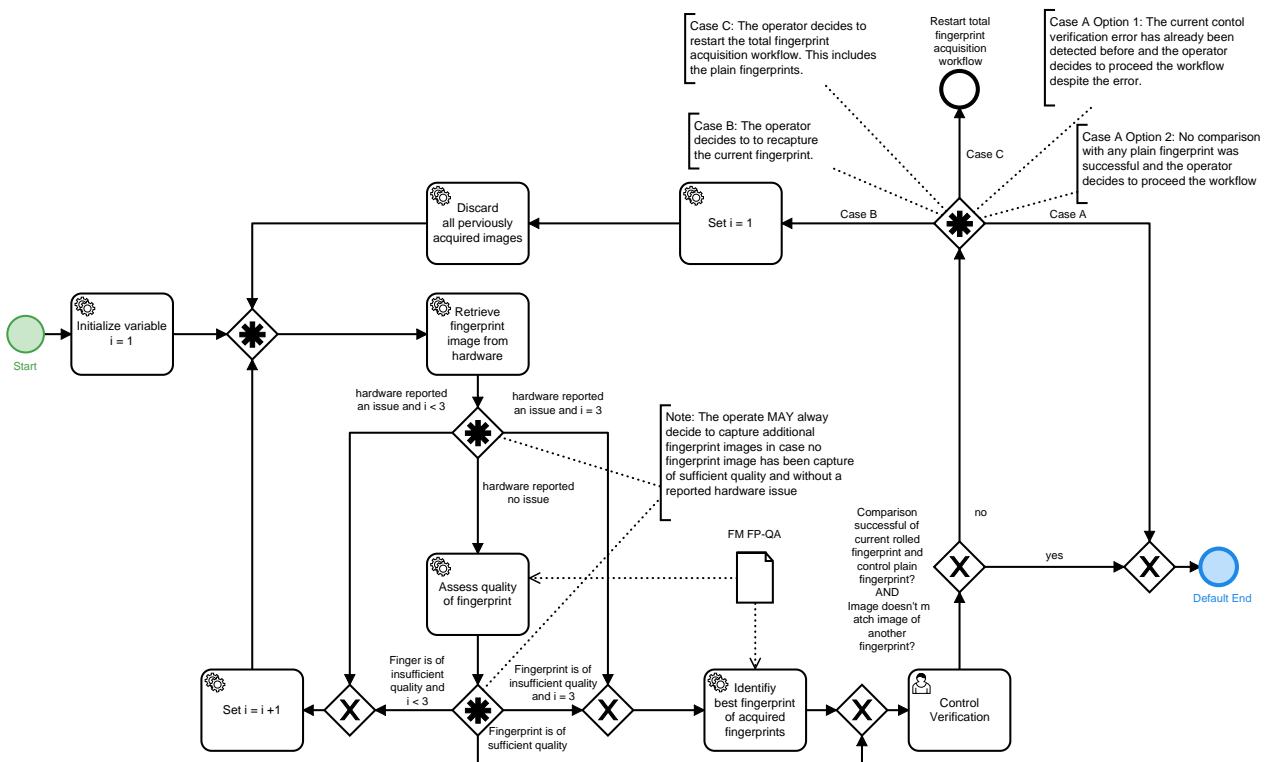 Case C: The operator decides to
restart the total fingerprint
acquisition workflow. This includes
the plain fingerprints.
Restart total
fingerprint
acquisition
workflow
Case A Option 1: The current contol
verification error has already been
detected before and the operator
decides to proceed the workflow
despite the error.
Case B: The operator
decides to to recapture
the current fingerprint.
Case A Option 2: No comparison
with any plain fingerprint was
successful and the operator
decides to proceed the workflow
Case C
Case B
Case A
Set i = 1
Discard
all perviously
acquired images
Start
Initialize variable
i = 1
Retrieve
fingerprint
image from
hardware
hardware reported
an issue and i < 3
hardware reported
an issue and i = 3
hardware reported
no issue
Note: The operate MAY alway
decide to capture additional
fingerprint images in case no
fingerprint image has been capture
of sufficient quality and without a
reported hardware issue
FM FP-QA
Assess quality
of fingerprint
Comparison
successful of
current rolled
fingerprint and
control plain
fingerprint?
AND
Image doesn't m
atch image of
another
fingerprint?
no
yes
Default End
Set i = i +1
Finger is of
insufficient
quality and
i < 3
Fingerprint is of
insufficient quality
and i = 3
Fingerprint is of
sufficient quality
Identifiy
best fingerprint
of acquired
fingerprints
Control
Verification